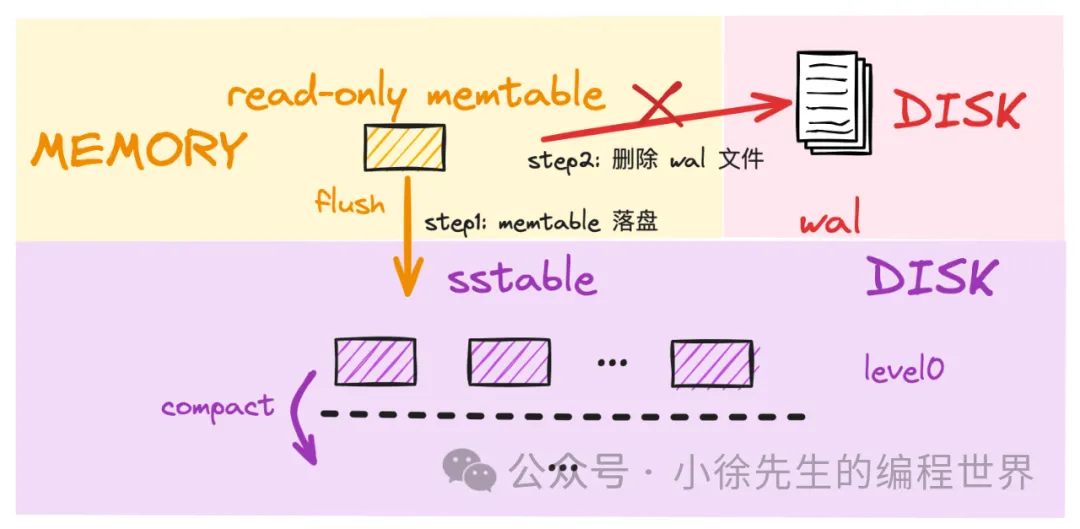 read-only memtable
MEMORY
DISK
step2: 删除 wal 文件
flush
step1: memtable 落盘
wal
sstable
DISK
...
level0
compact
...
公众号 · 小徐先生的编程世界